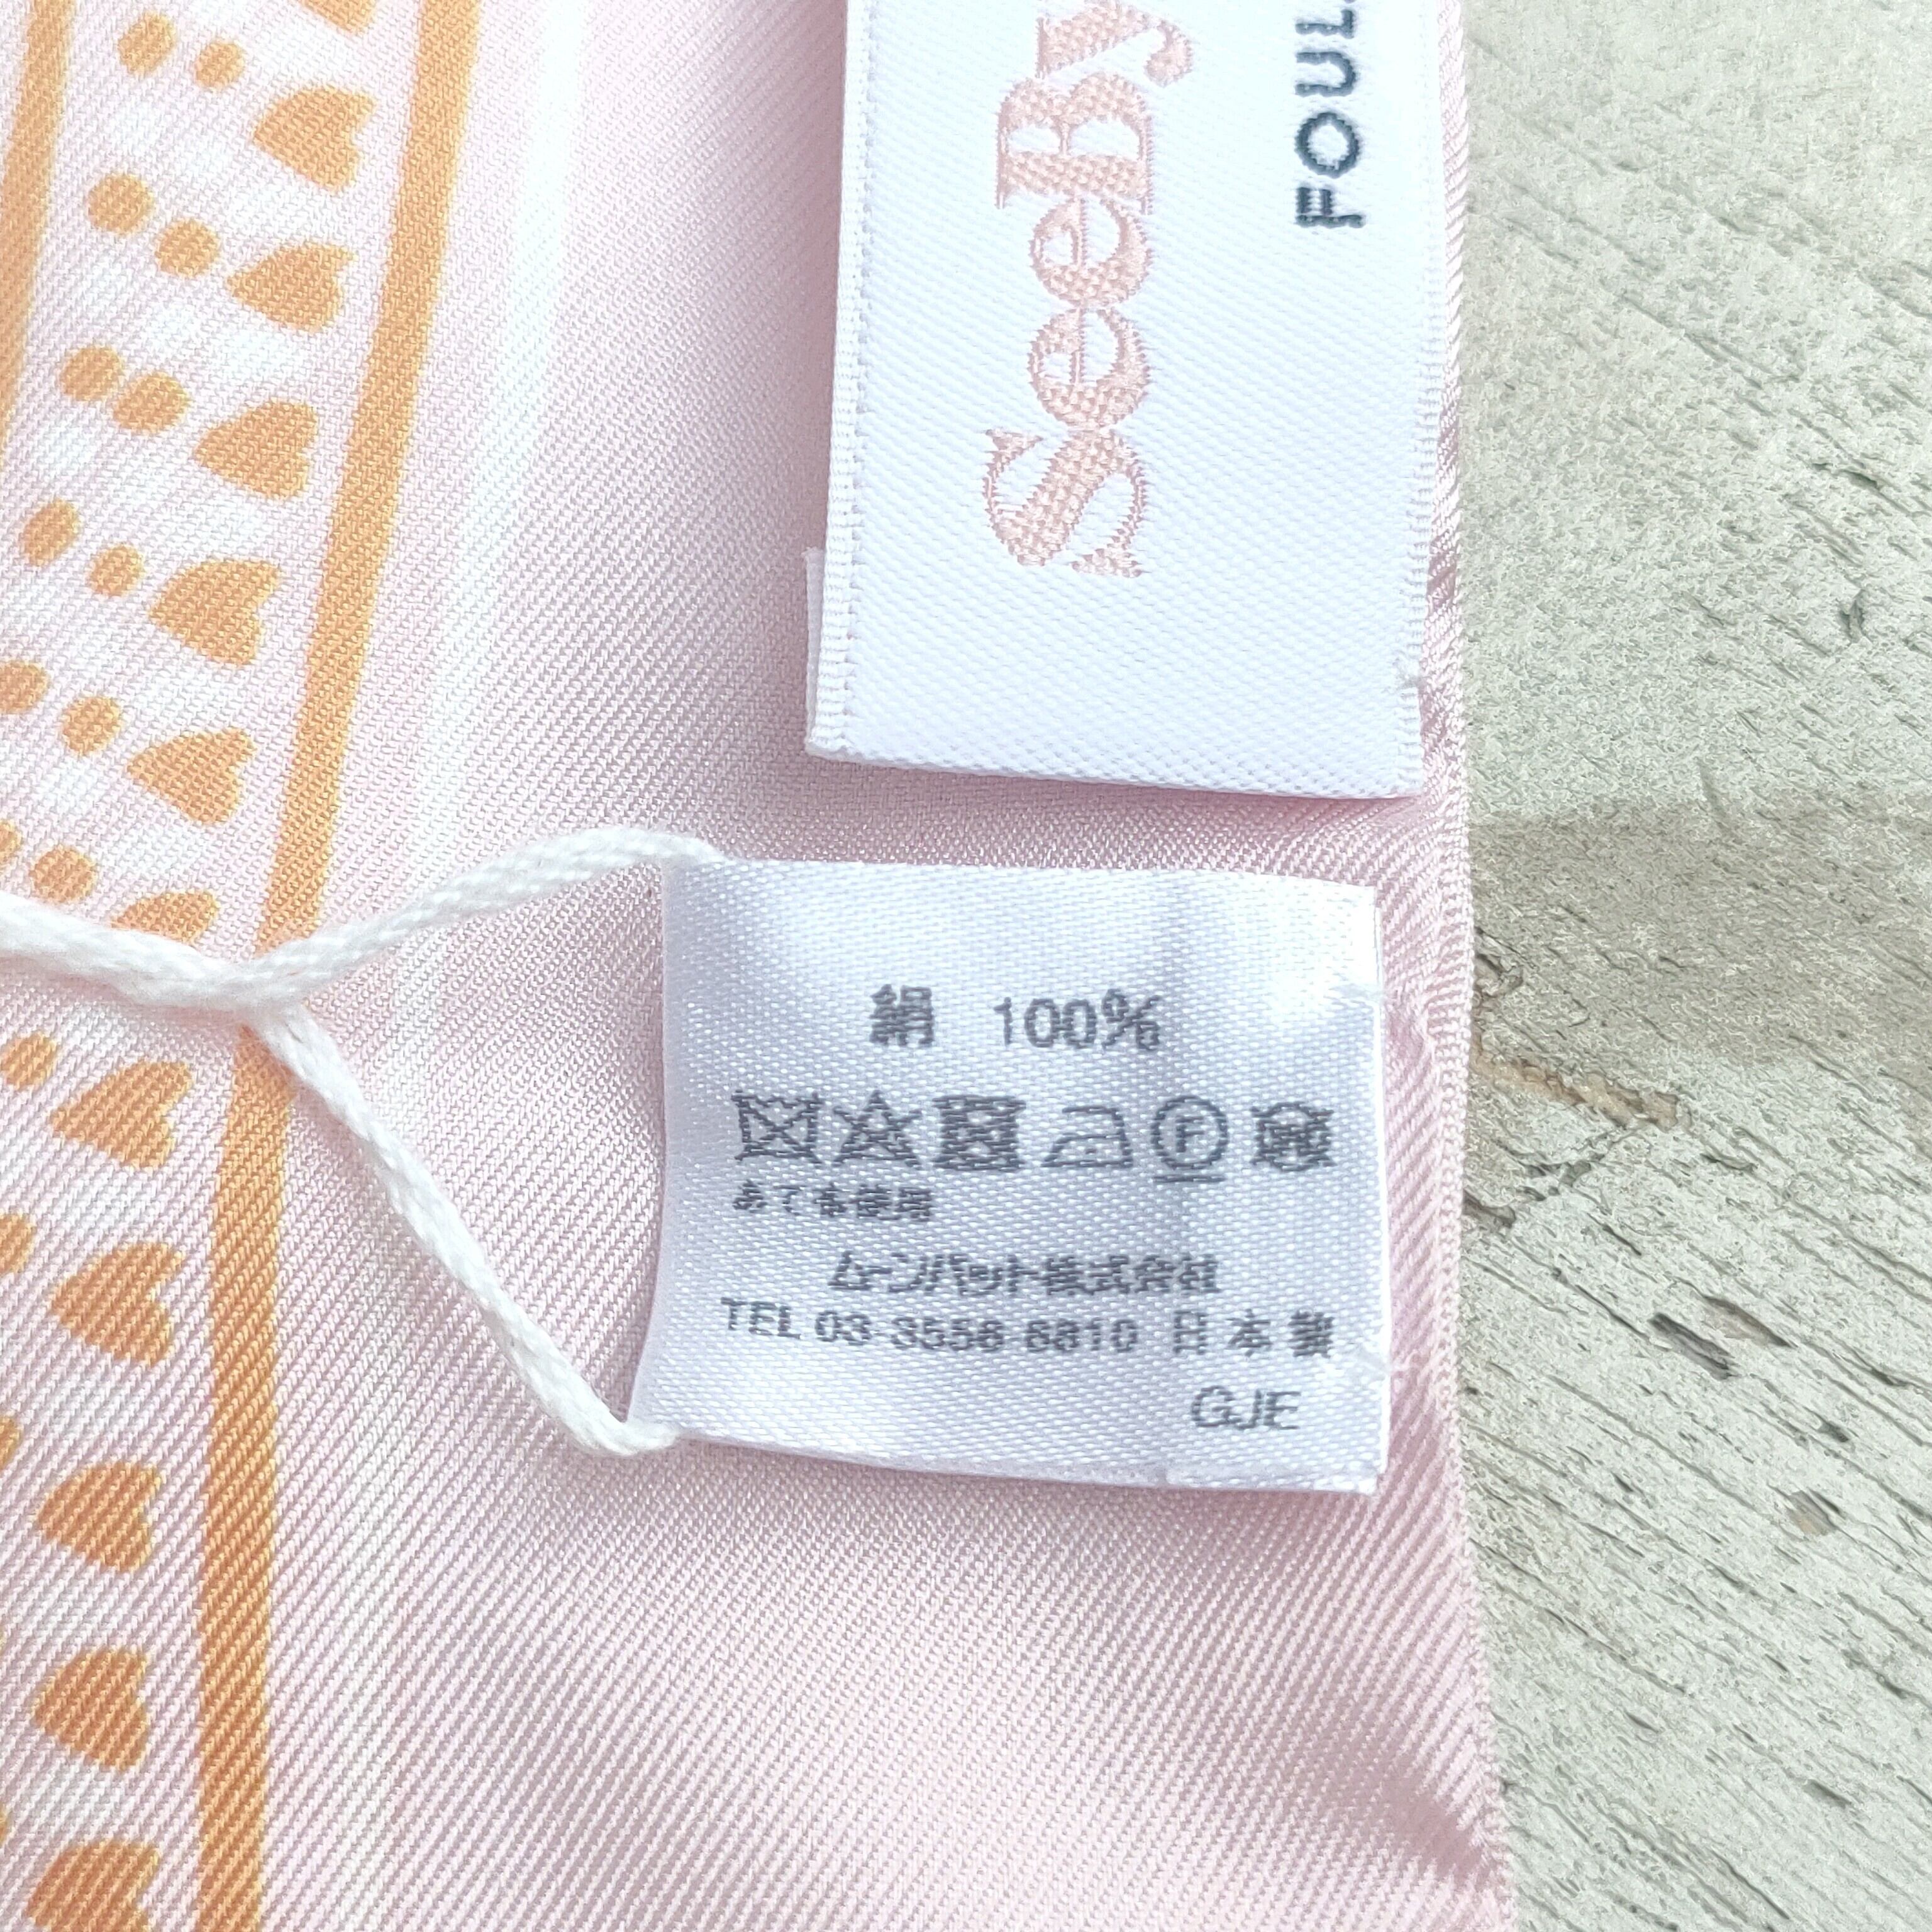 SeeBy
FOUL
絹 100%
あて布使用
ムーンバット株式会社
TEL 03-3556-6810 日本製
GJE